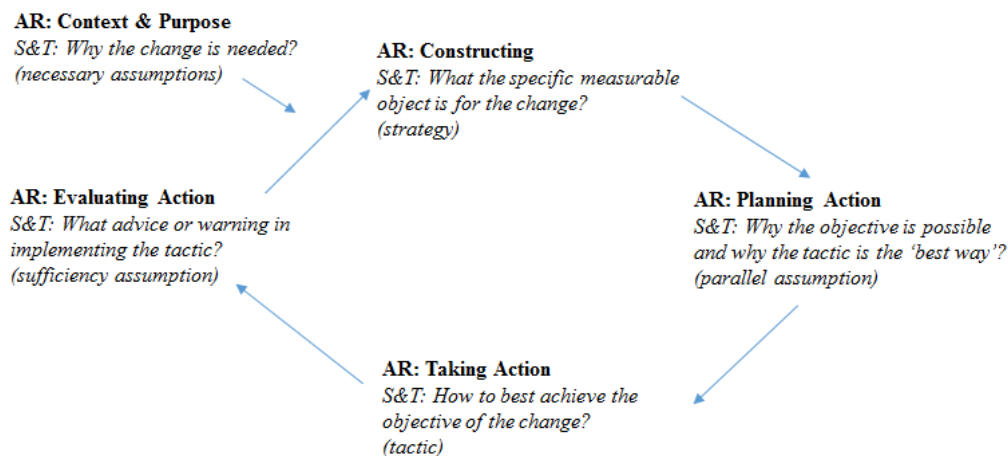 AR: Context & Purpose
S&T: Why the change is needed?
(necessary assumptions)
AR: Constructing
S&T: What the specific measurable
object is for the change?
(strategy)
AR: Evaluating Action
S&T: What advice or warning in
implementing the tactic?
(sufficiency assumption)
AR: Planning Action
S&T: Why the objective is possible
and why the tactic is the ‘best way’?
(parallel assumption)
AR: Taking Action
S&T: How to best achieve the
objective of the change?
(tactic)